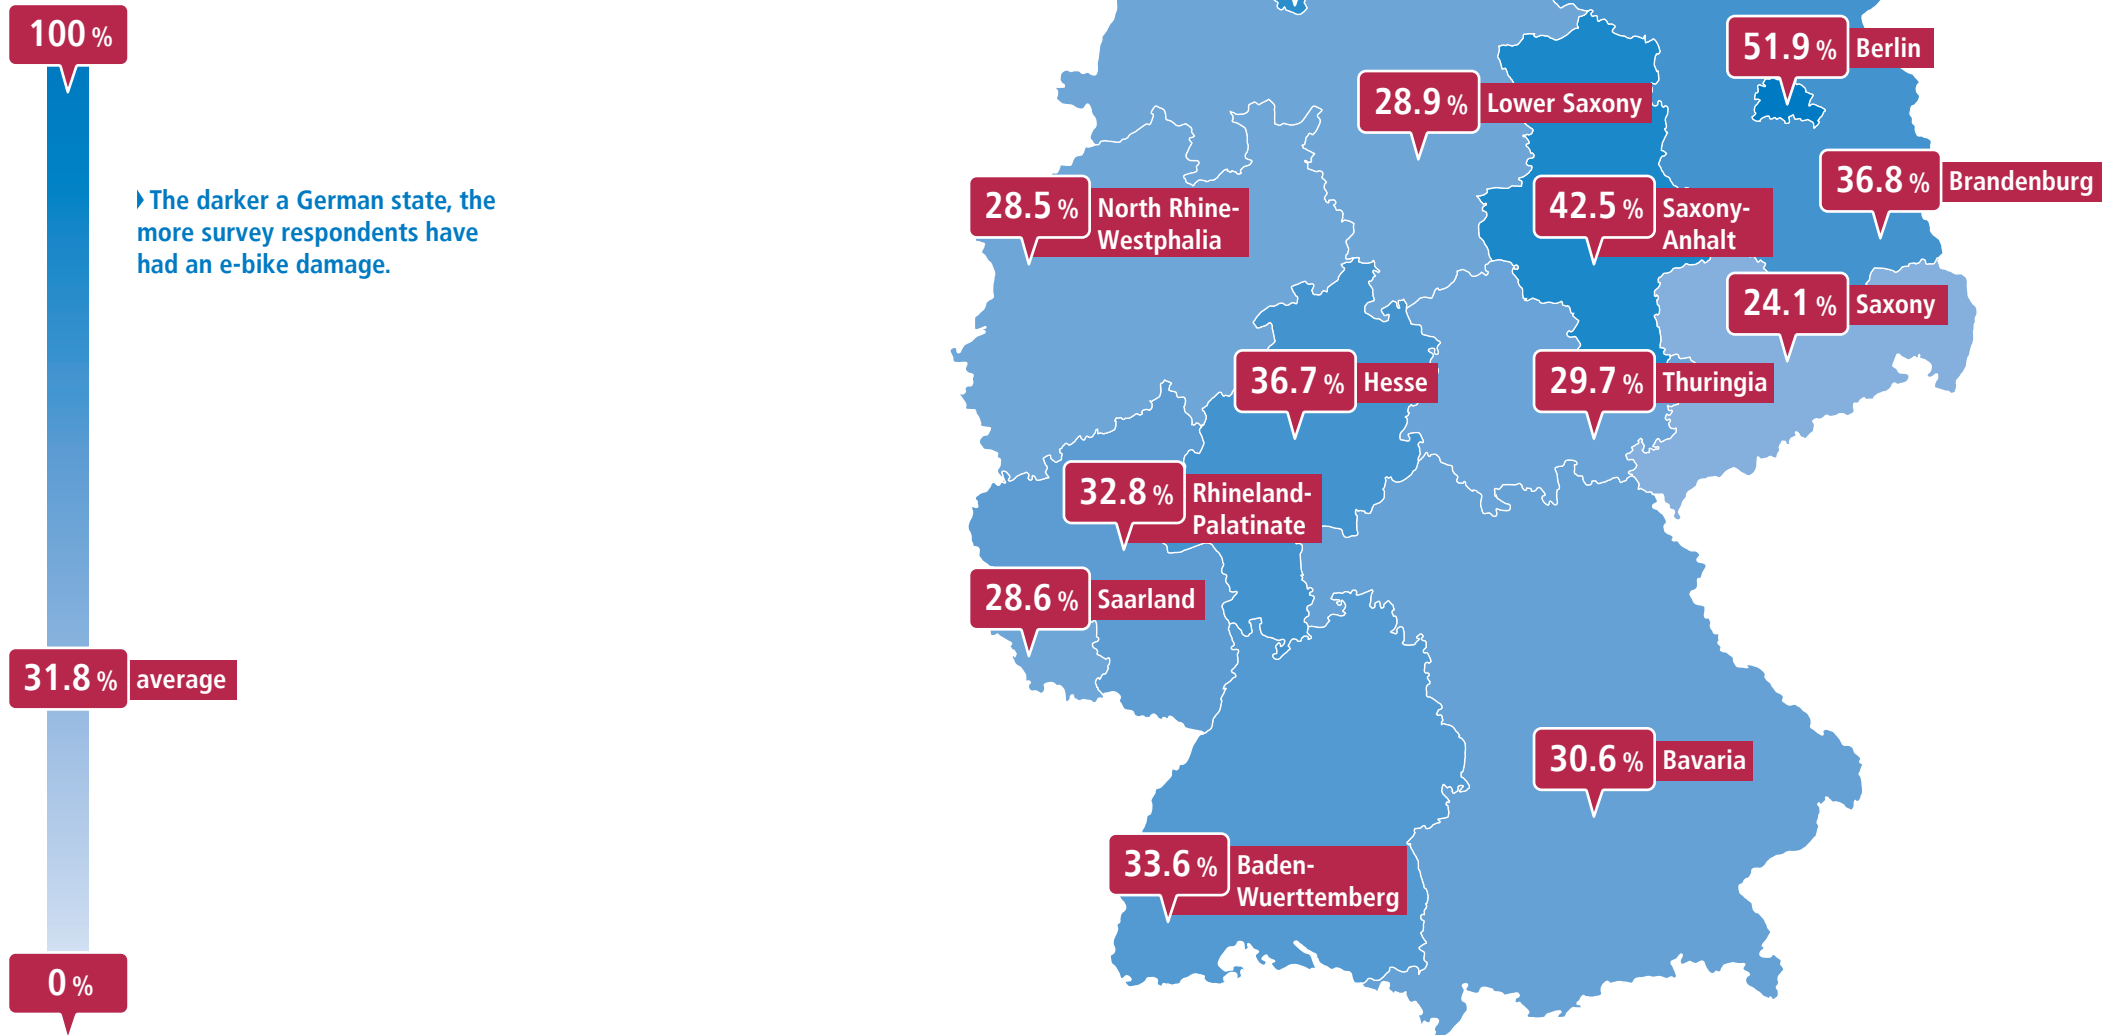 100 %
The darker a German state, the
more survey respondents have
had an e-bike damage.
31.8 % average
0 %
51.9 % Berlin
28.9 % Lower Saxony
36.8 % Brandenburg
28.5 % North Rhine-
Westphalia
42.5 % Saxony-
Anhalt
24.1 % Saxony
36.7 % Hesse
29.7 % Thuringia
32.8 % Rhineland-
Palatinate
28.6 % Saarland
30.6 % Bavaria
33.6 % Baden-
Wuerttemberg